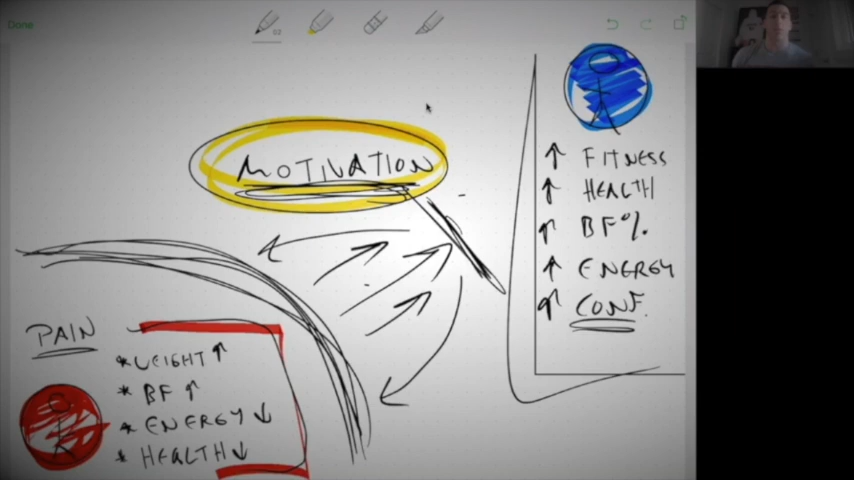 Done
MOTIVATION
↑ FITNESS
↑ HEALTH
↑ BF%.
↑ ENERGY
↑ CONF.
PAIN
* WEIGHT ↑
* BF ↑
* ENERGY ↓
* HEALTH ↓